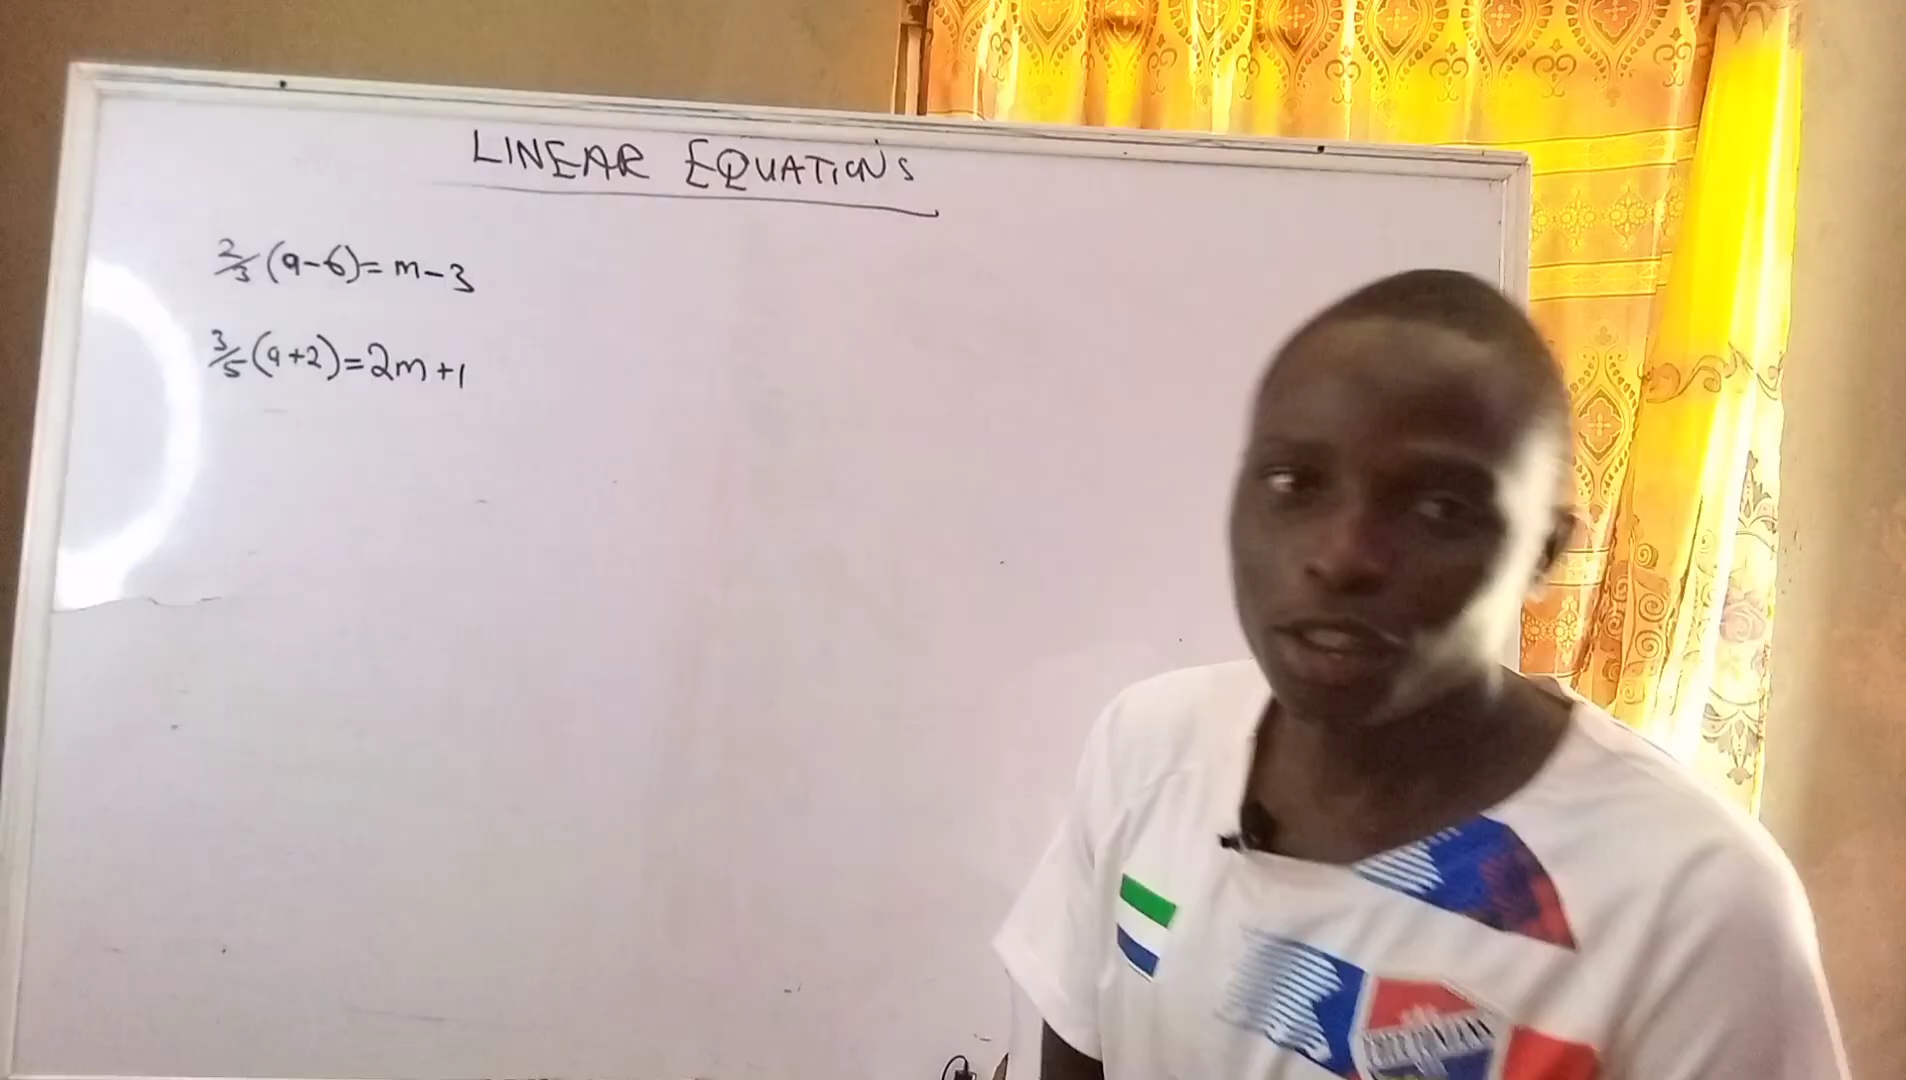 LINEAR EQUATIONS
2/3 (a-6) = m-3
3/5 (a+2) = 2m+1